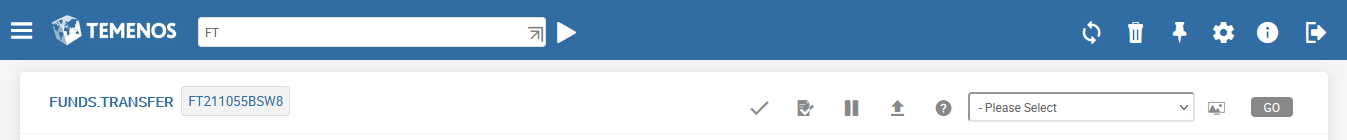 TEMENOS
FT
FUNDS.TRANSFER FT211055BSW8
- Please Select
GO